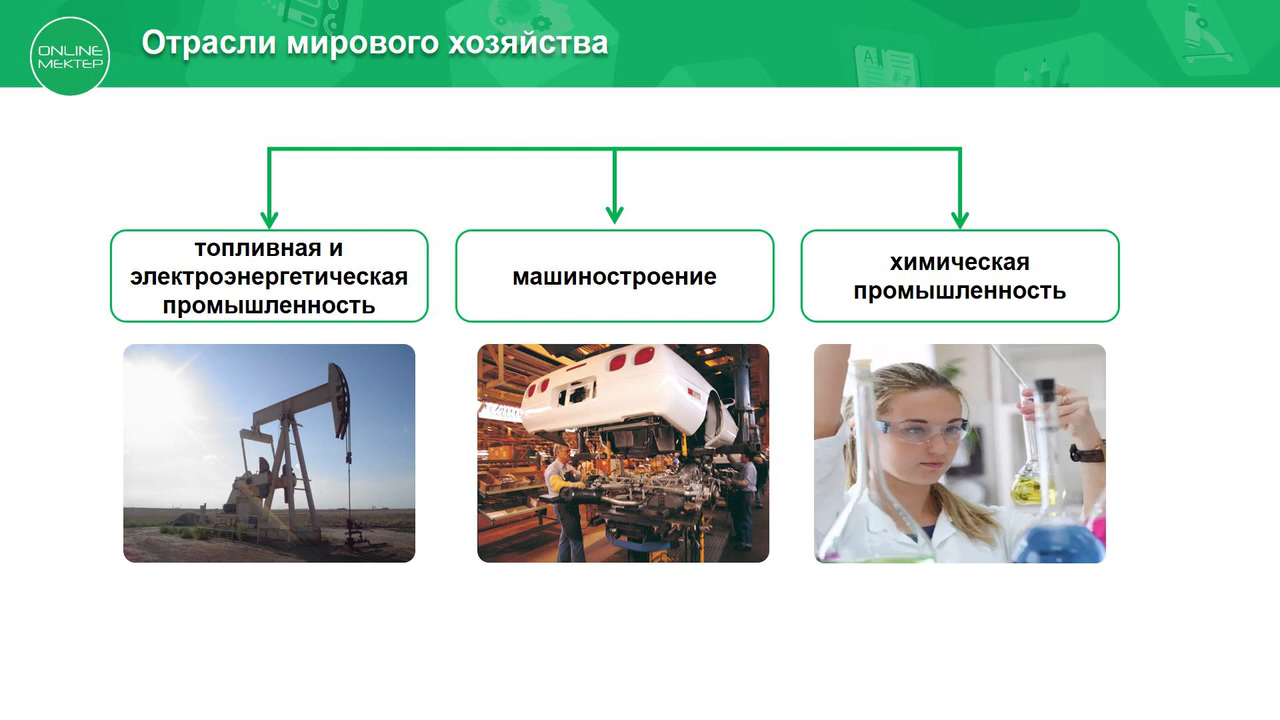 Отрасли мирового хозяйства
ONLINE
МЕКТЕР
топливная и
электроэнергетическая
промышленность
машиностроение
химическая
промышленность
A